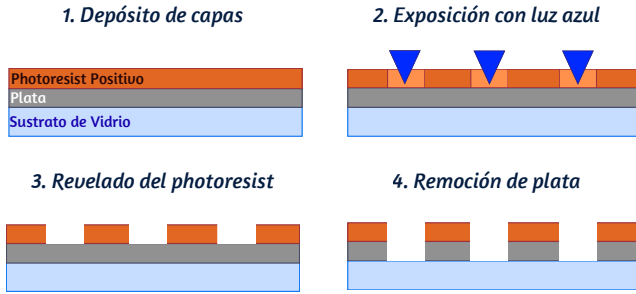 1. Depósito de capas
2. Exposición con luz azul
Photoresist Positivo
Plata
Sustrato de Vidrio
3. Revelado del photoresist
4. Remoción de plata